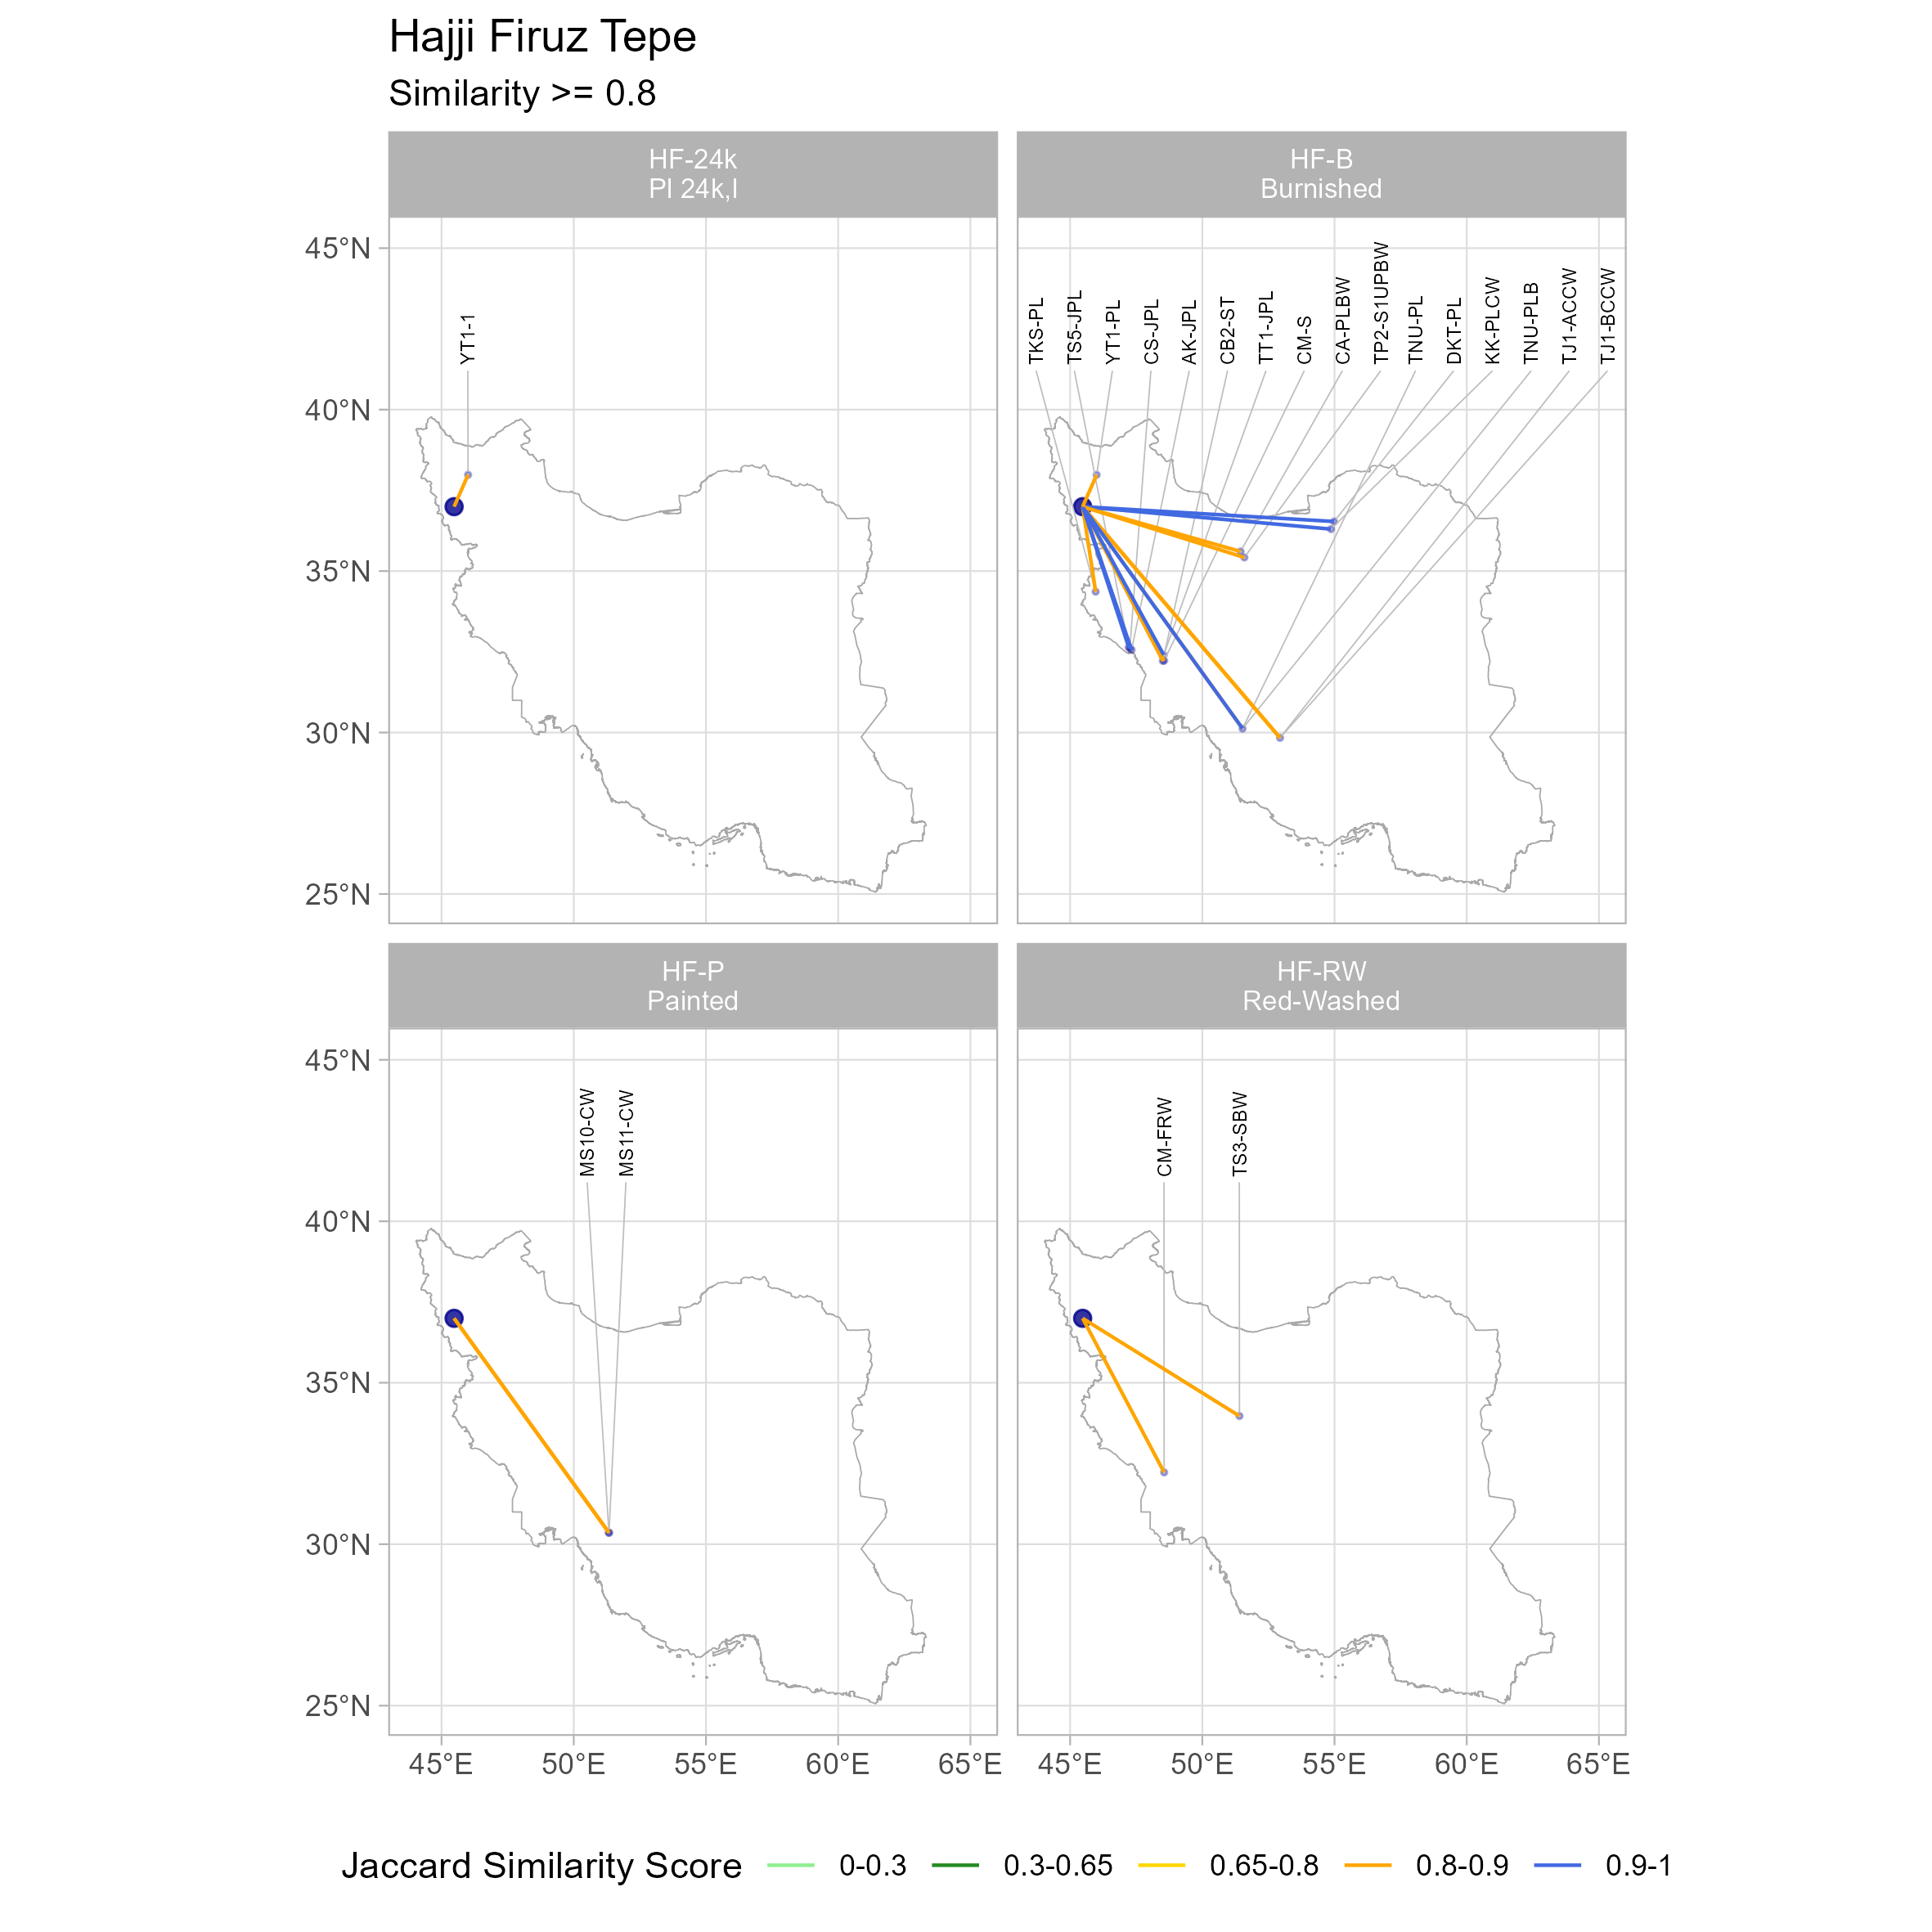 Hajji Firuz Tepe
Similarity >= 0.8
HF-24k
Pl 24k,l
HF-B
Burnished
45°N
40°N
35°N
30°N
25°N
YT1-1
TKS-PL
TS5-JPL
YT1-PL
CS-JPL
AK-JPL
CB2-ST
TT1-JPL
CM-S
CA-PLBW
TP2-S1UPBW
TNU-PL
DKT-PL
KK-PLCW
TNU-PLB
TJ1-ACCW
TJ1-BCCW
HF-P
Painted
HF-RW
Red-Washed
45°N
40°N
35°N
30°N
25°N
MS10-CW
MS11-CW
CM-FRW
TS3-SBW
45°E 50°E 55°E 60°E 65°E
45°E 50°E 55°E 60°E 65°E
Jaccard Similarity Score 0-0.3 0.3-0.65 0.65-0.8 0.8-0.9 0.9-1